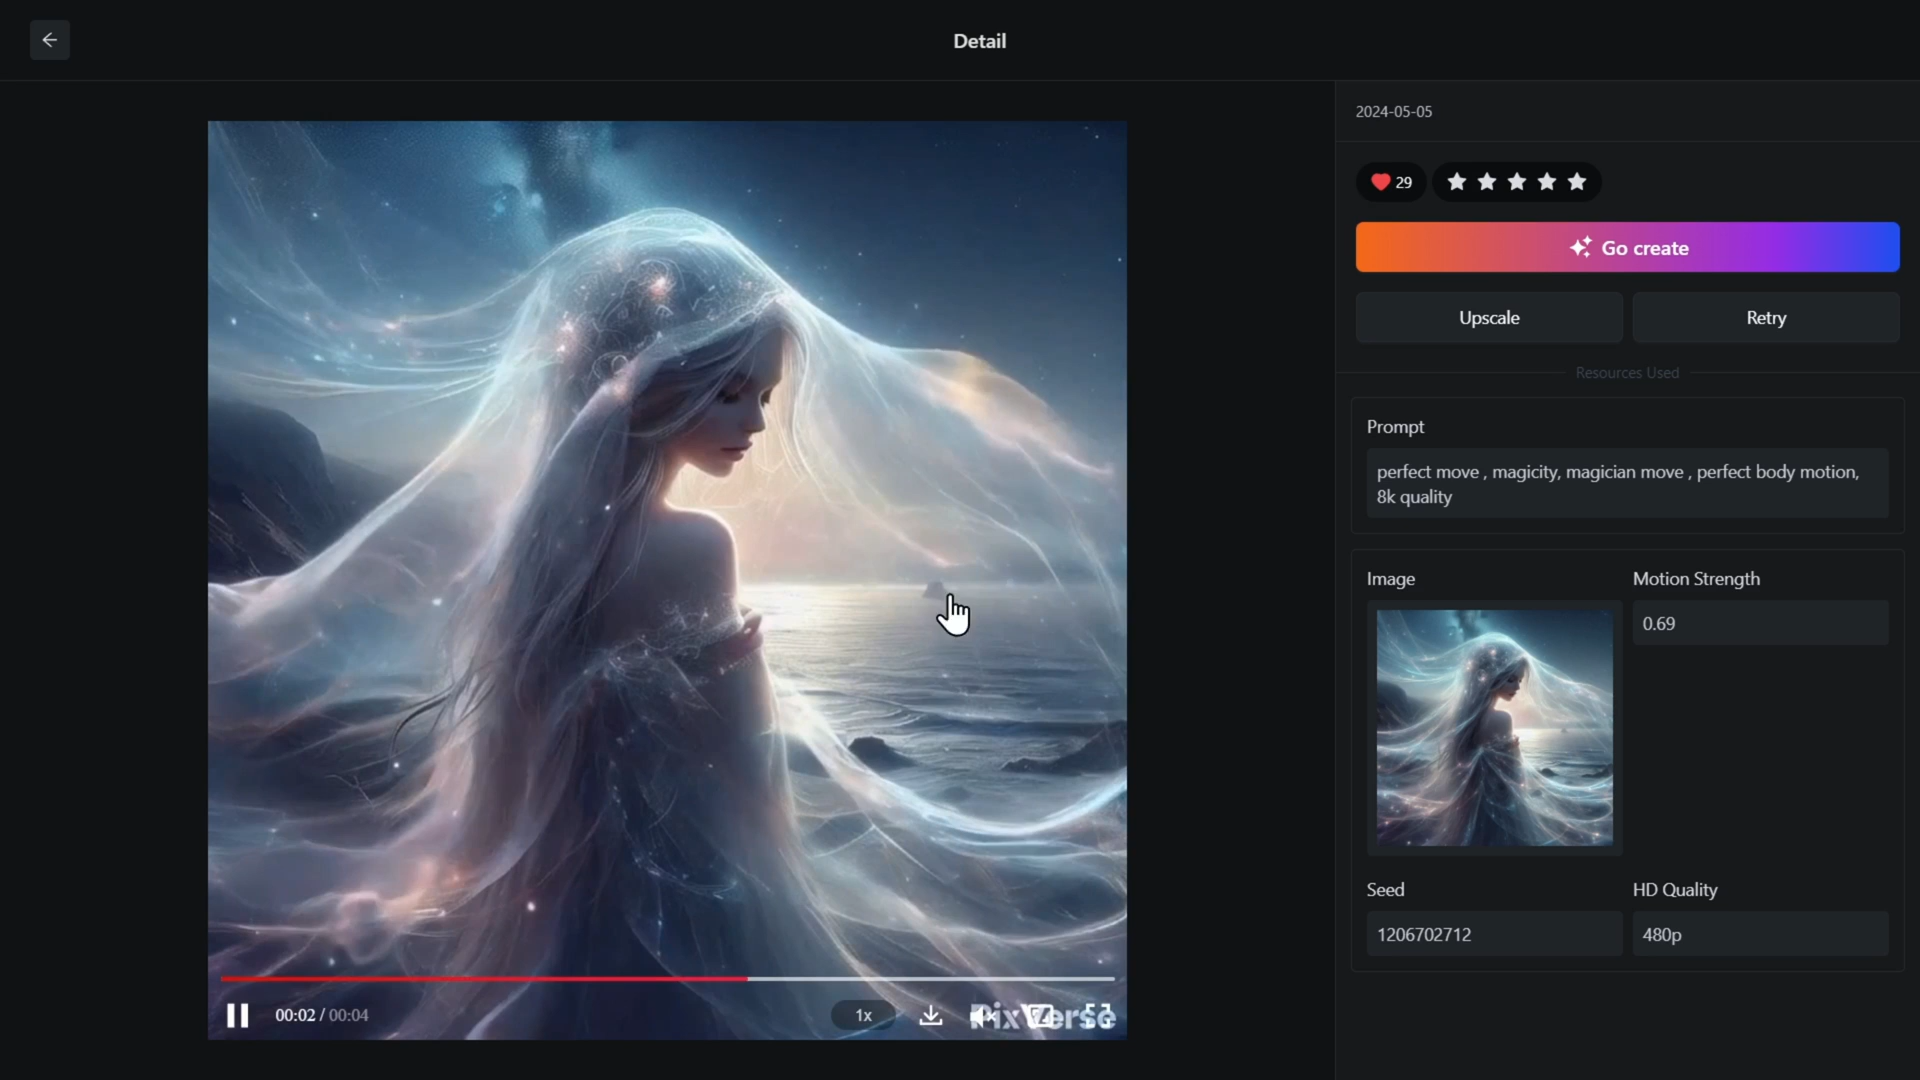 Detail
2024-05-05
29
Go create
Upscale
Retry
Resources Used
Prompt
perfect move , magicity, magician move , perfect body motion,
8k quality
Image
Motion Strength
0.69
Seed
HD Quality
1206702712
480p
00:02 / 00:04
1x
PixVerse